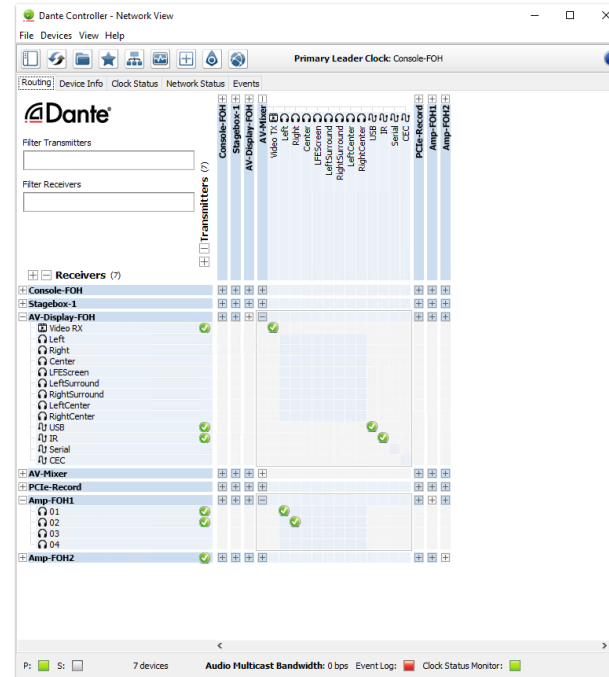 Dante Controller - Network View
File Devices View Help
Primary Leader Clock: Console-FOH
Routing Device Info Clock Status Network Status Events
Dante®
Filter Transmitters
Filter Receivers
Transmitters (7)
Console-FOH
Stagebox-1
AV-Display-FOH
AV-Mixer
Video TX
Left
Right
Center
LFEScreen
LeftSurround
RightSurround
LeftCenter
RightCenter
USB
IR
Serial
CEC
PCIe-Record
Amp-FOH1
Amp-FOH2
Receivers (7)
Console-FOH
Stagebox-1
AV-Display-FOH
Video RX
Left
Right
Center
LFEScreen
LeftSurround
RightSurround
LeftCenter
RightCenter
USB
IR
Serial
CEC
AV-Mixer
PCIe-Record
Amp-FOH1
01
02
03
04
Amp-FOH2
P: S: 7 devices Audio Multicast Bandwidth: 0 bps Event Log: Clock Status Monitor: